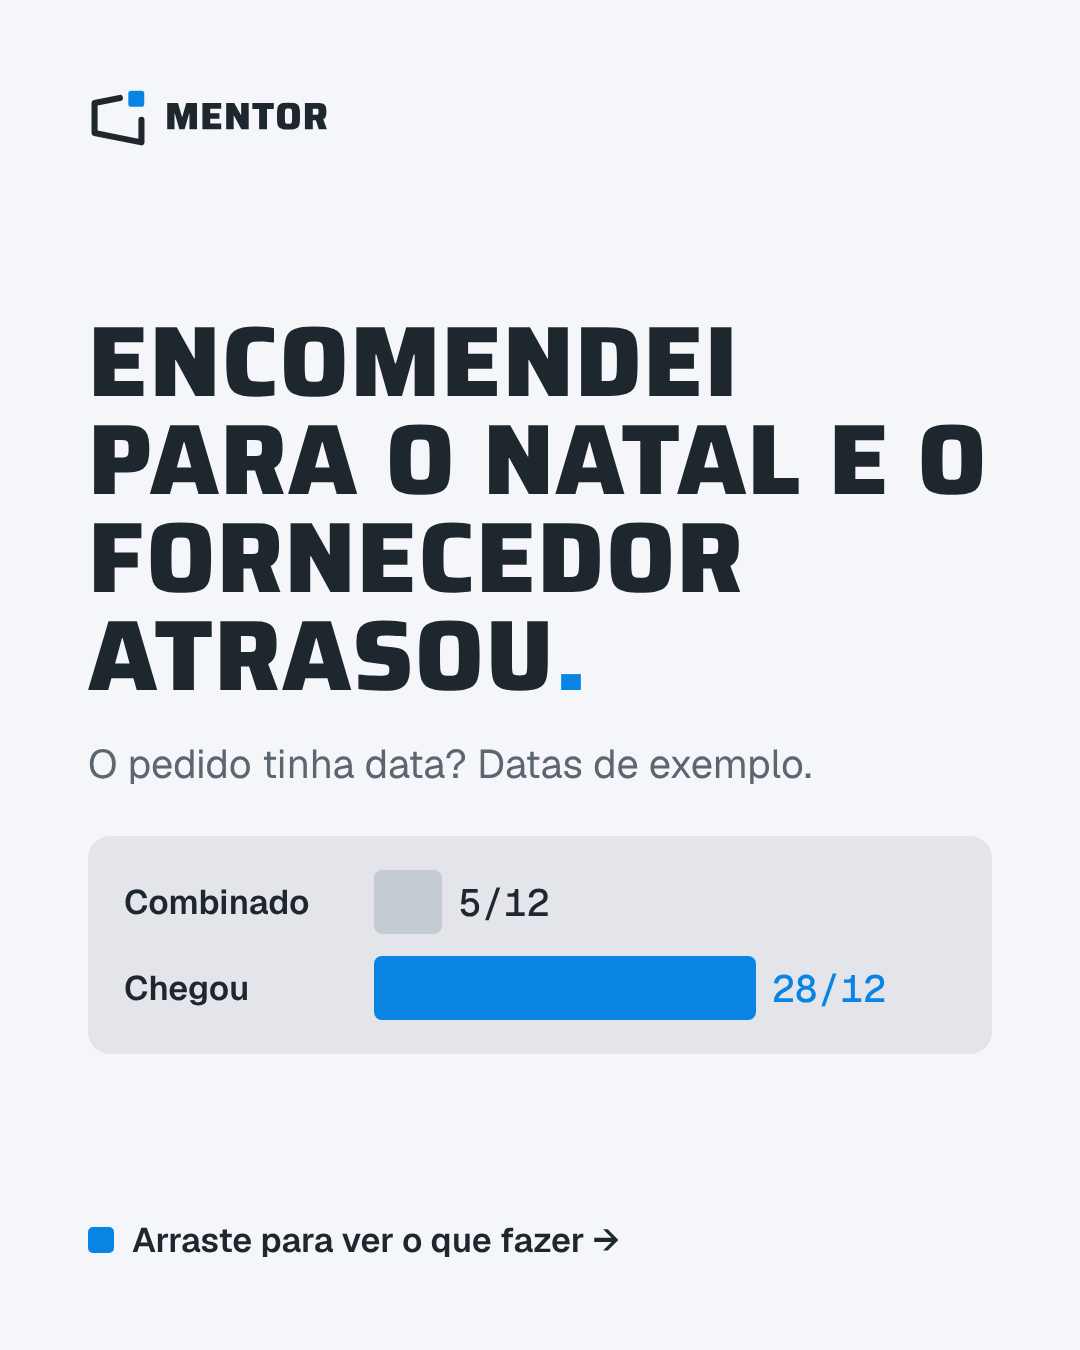 MENTOR
ENCOMENDEI
PARA O NATAL E O
FORNECEDOR
ATRASOU.
O pedido tinha data? Datas de exemplo.
Combinado 5/12
Chegou 28/12
Arraste para ver o que fazer →